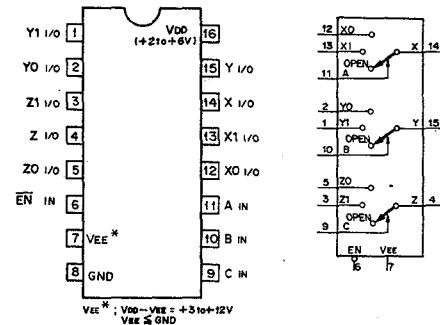 Y1 I/O 1
Y0 I/O 2
Z1 I/O 3
Z I/O 4
Z0 I/O 5
EN IN 6
7 VEE*
8 GND
VDD 16
(+2to+6V)
15 Y I/O
14 X I/O
13 X1 I/O
12 X0 I/O
11 A IN
10 B IN
9 C IN
VEE* ; VDD-VEE = +3to+12V
VEE ≦ GND
12 X0
13 X1 X 14
OPEN
11 A
2 Y0
1 Y1 Y 15
OPEN
10 B
5 Z0
3 Z1 Z 4
OPEN
9 C
EN VEE
6 7